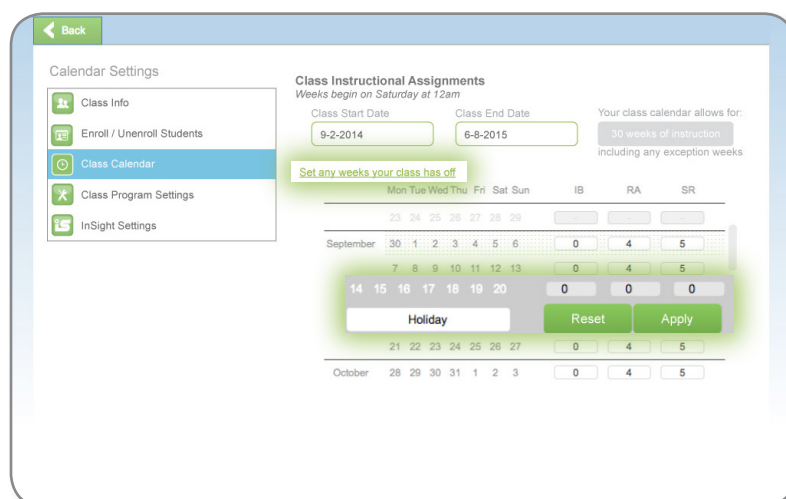 Back
Calendar Settings
Class Info
Enroll / Unenroll Students
Class Calendar
Class Program Settings
InSight Settings
Class Instructional Assignments
Weeks begin on Saturday at 12am
Class Start Date Class End Date Your class calendar allows for:
9-2-2014 6-8-2015 30 weeks of instruction
including any exception weeks
Set any weeks your class has off
Mon Tue Wed Thu Fri Sat Sun IB RA SR
23 24 25 26 27 28 29 - - -
September 30 1 2 3 4 5 6 0 4 5
7 8 9 10 11 12 13 0 4 5
14 15 16 17 18 19 20 0 0 0
Holiday Reset Apply
21 22 23 24 25 26 27 0 4 5
October 28 29 30 31 1 2 3 0 4 5